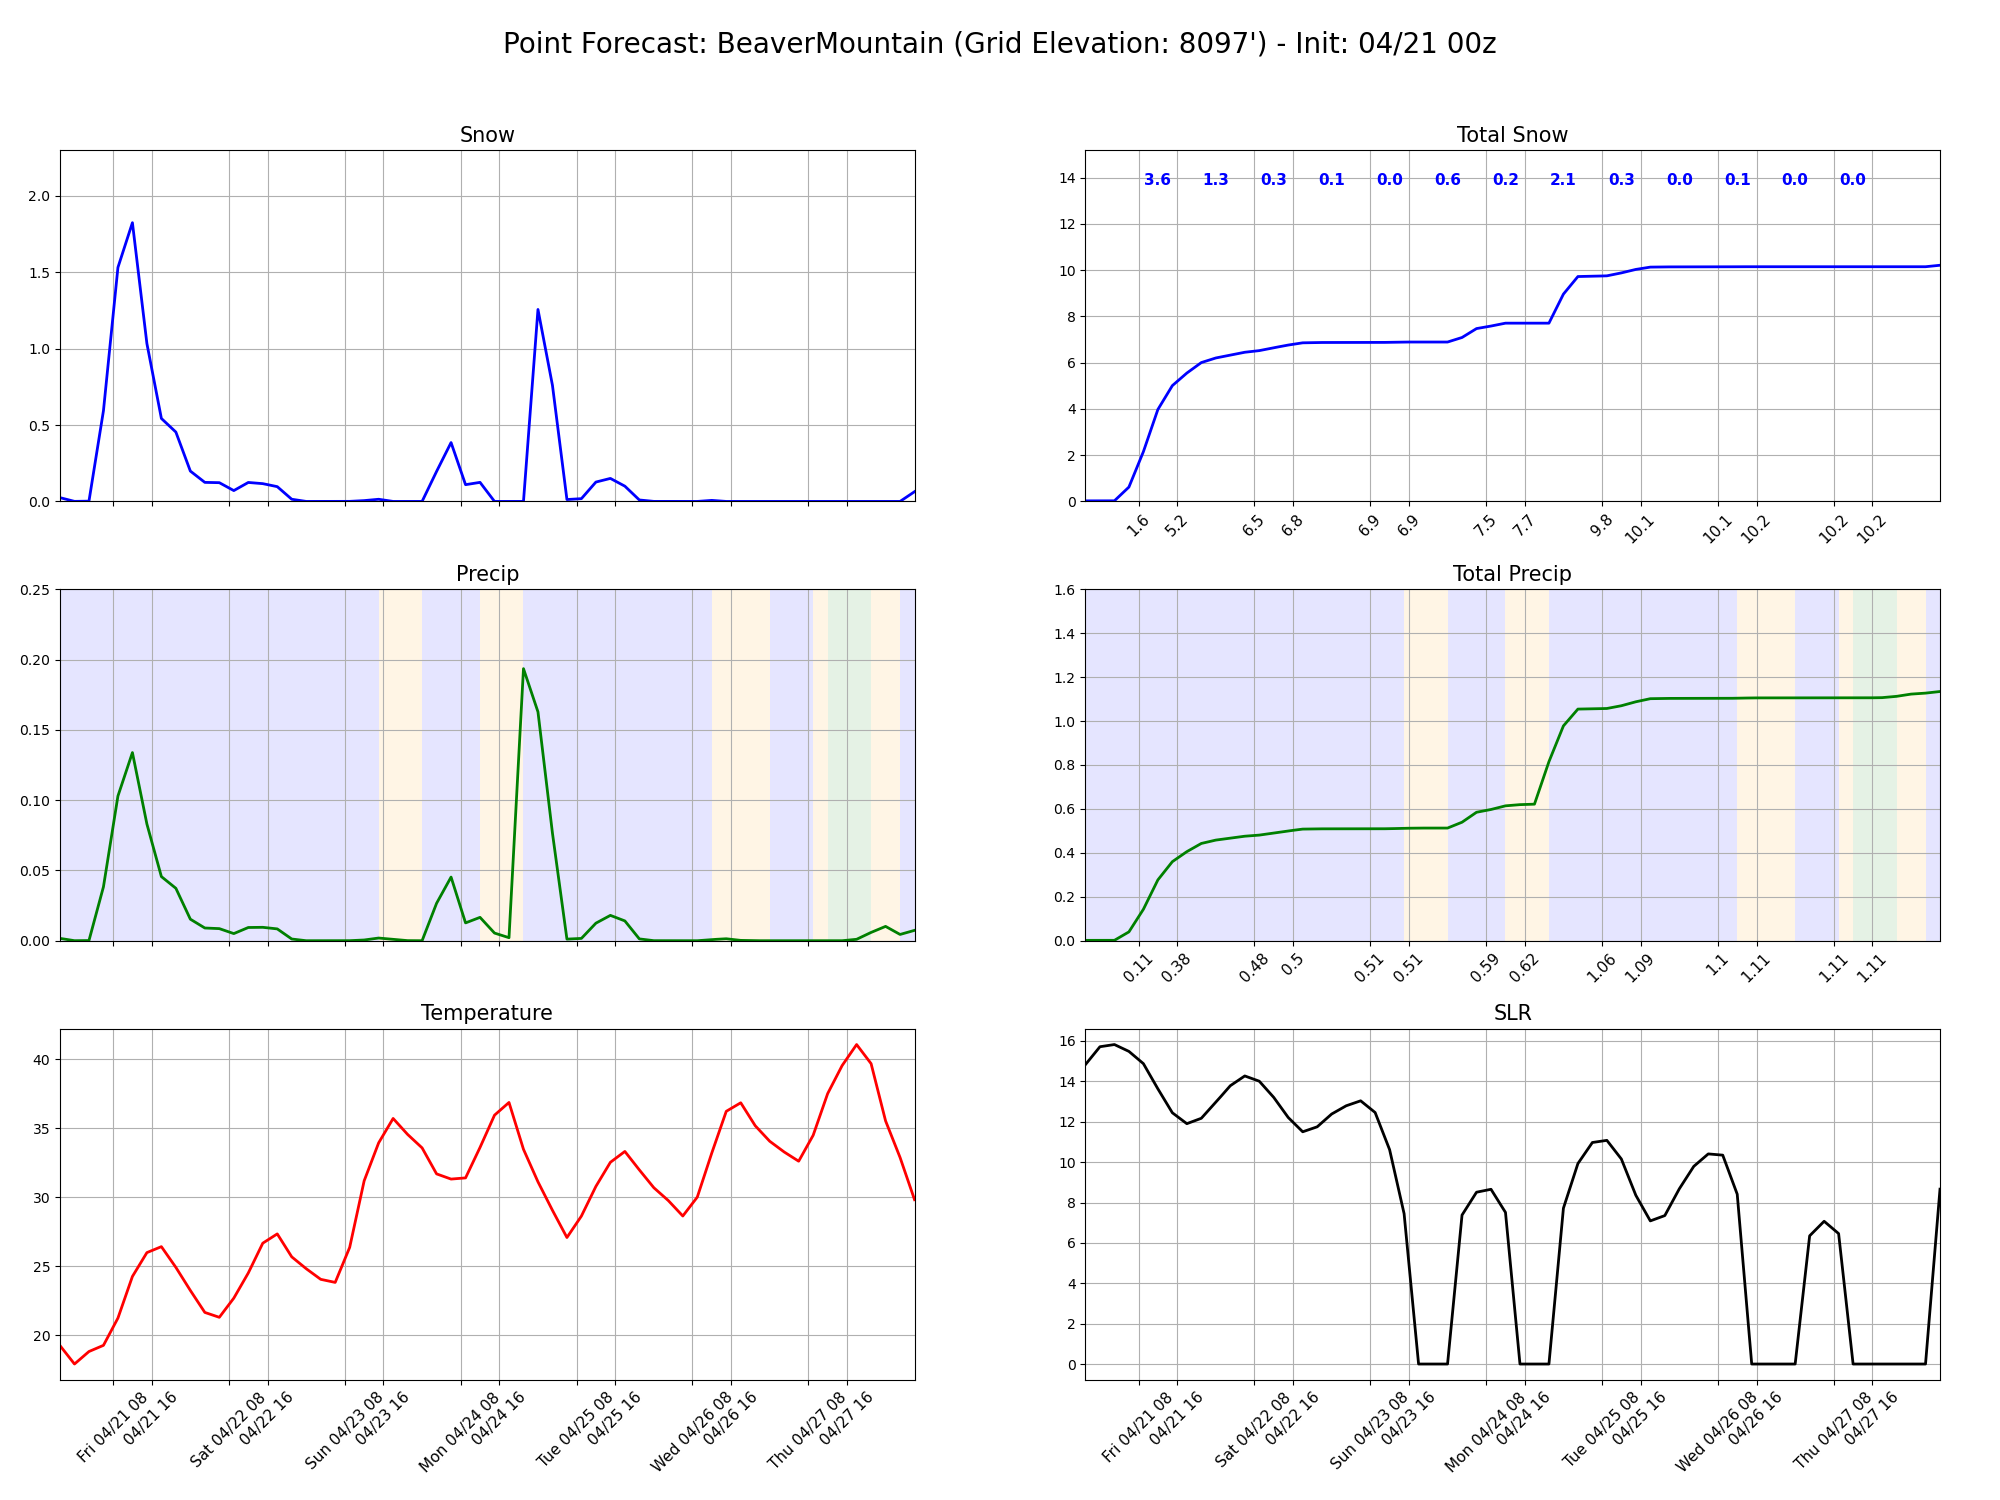 Point Forecast: BeaverMountain (Grid Elevation: 8097') - Init: 04/21 00z
Snow
2.0
1.5
1.0
0.5
0.0
Total Snow
3.6 1.3 0.3 0.1 0.0 0.6 0.2 2.1 0.3 0.0 0.1 0.0 0.0
14
12
10
8
6
4
2
0
1.6 5.2 6.5 6.8 6.9 6.9 7.5 7.7 9.8 10.1 10.1 10.2 10.2 10.2
Precip
0.25
0.20
0.15
0.10
0.05
0.00
Total Precip
1.6
1.4
1.2
1.0
0.8
0.6
0.4
0.2
0.0
0.11 0.38 0.48 0.5 0.51 0.51 0.59 0.62 1.06 1.09 1.1 1.11 1.11 1.11
Temperature
40
35
30
25
20
Fri 04/21 08
04/21 16
Sat 04/22 08
04/22 16
Sun 04/23 08
04/23 16
Mon 04/24 08
04/24 16
Tue 04/25 08
04/25 16
Wed 04/26 08
04/26 16
Thu 04/27 08
04/27 16
SLR
16
14
12
10
8
6
4
2
0
Fri 04/21 08
04/21 16
Sat 04/22 08
04/22 16
Sun 04/23 08
04/23 16
Mon 04/24 08
04/24 16
Tue 04/25 08
04/25 16
Wed 04/26 08
04/26 16
Thu 04/27 08
04/27 16